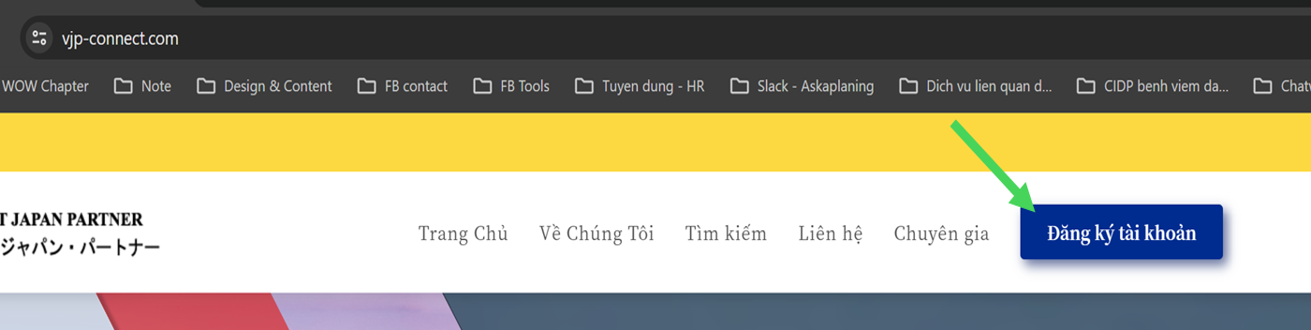 vjp-connect.com
WOW Chapter Note Design & Content FB contact FB Tools Tuyen dung - HR Slack - Askaplaning Dich vu lien quan d... CIDP benh viem da... Chatw
T JAPAN PARTNER
ジャパン・パートナー
Trang Chủ Về Chúng Tôi Tìm kiếm Liên hệ Chuyên gia Đăng ký tài khoản